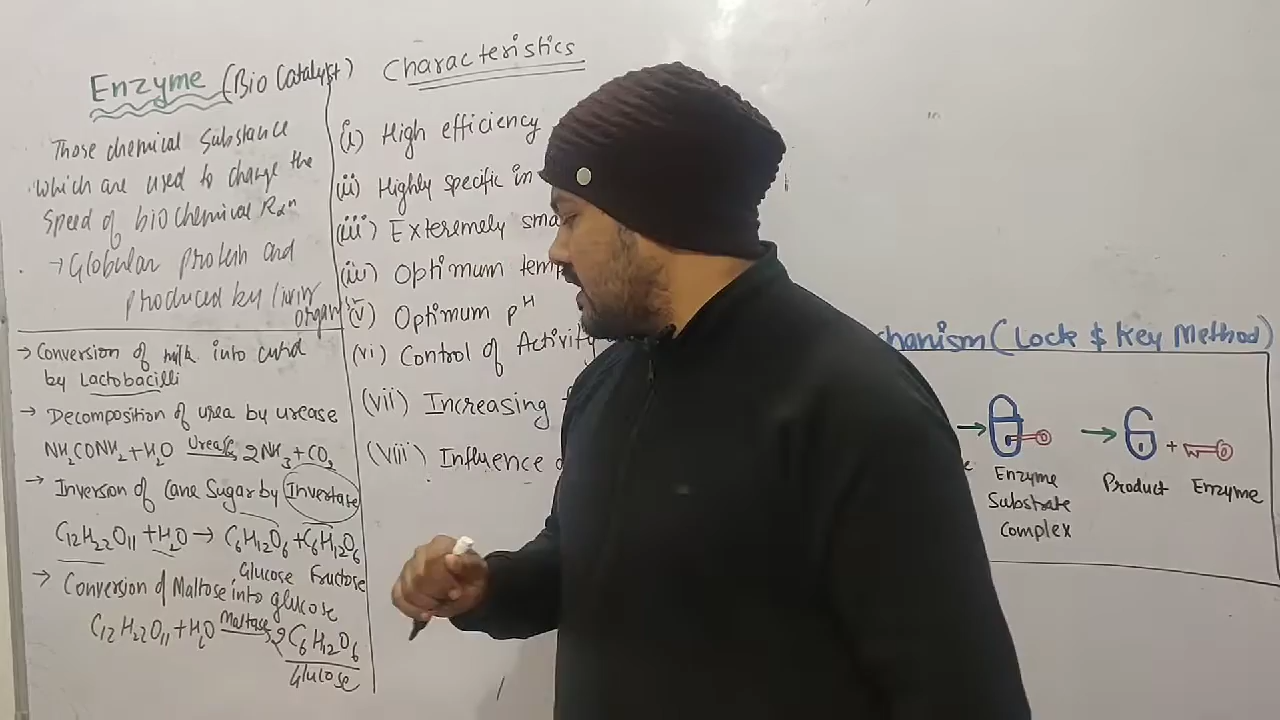 Enzyme (Bio Catalyst)
Those chemical substance
which are used to change the
speed of biochemical Rxⁿ
→ Globular protein and
produced by living
organ
→ Conversion of milk into curd
by Lactobacilli
→ Decomposition of urea by urease
NH₂CONH₂ + H₂O Urease 2NH₃ + CO₂
→ Inversion of Cane Sugar by Invertase
C₁₂H₂₂O₁₁ + H₂O → C₆H₁₂O₆ + C₆H₁₂O₆
Glucose Fructose
→ Conversion of Maltose into glucose
C₁₂H₂₂O₁₁ + H₂O Maltase 2 C₆H₁₂O₆
Glucose
Characteristics
(i) High efficiency
(ii) Highly specific in
(iii) Exteremely sma
(iv) Optimum temp
(v) Optimum pH
(vi) Control of Activity
(vii) Increasing
(viii) Influence o
chanism (Lock & Key Method)
→ → +
Enzyme
Substrate
Complex
Product
Enzyme